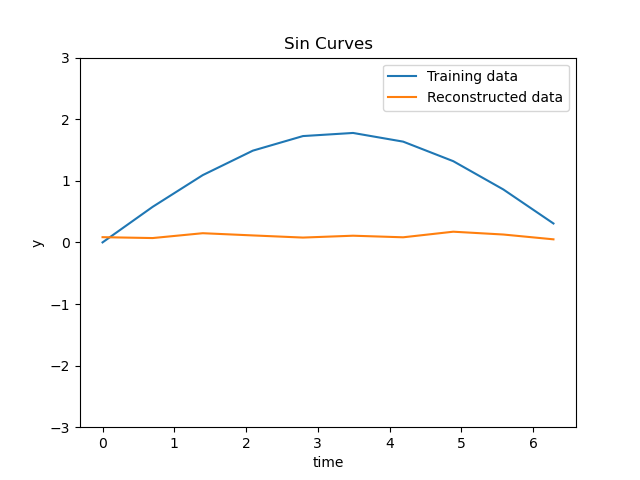 Sin Curves
Training data
Reconstructed data
3
2
1
0
−1
−2
−3
y
0 1 2 3 4 5 6
time